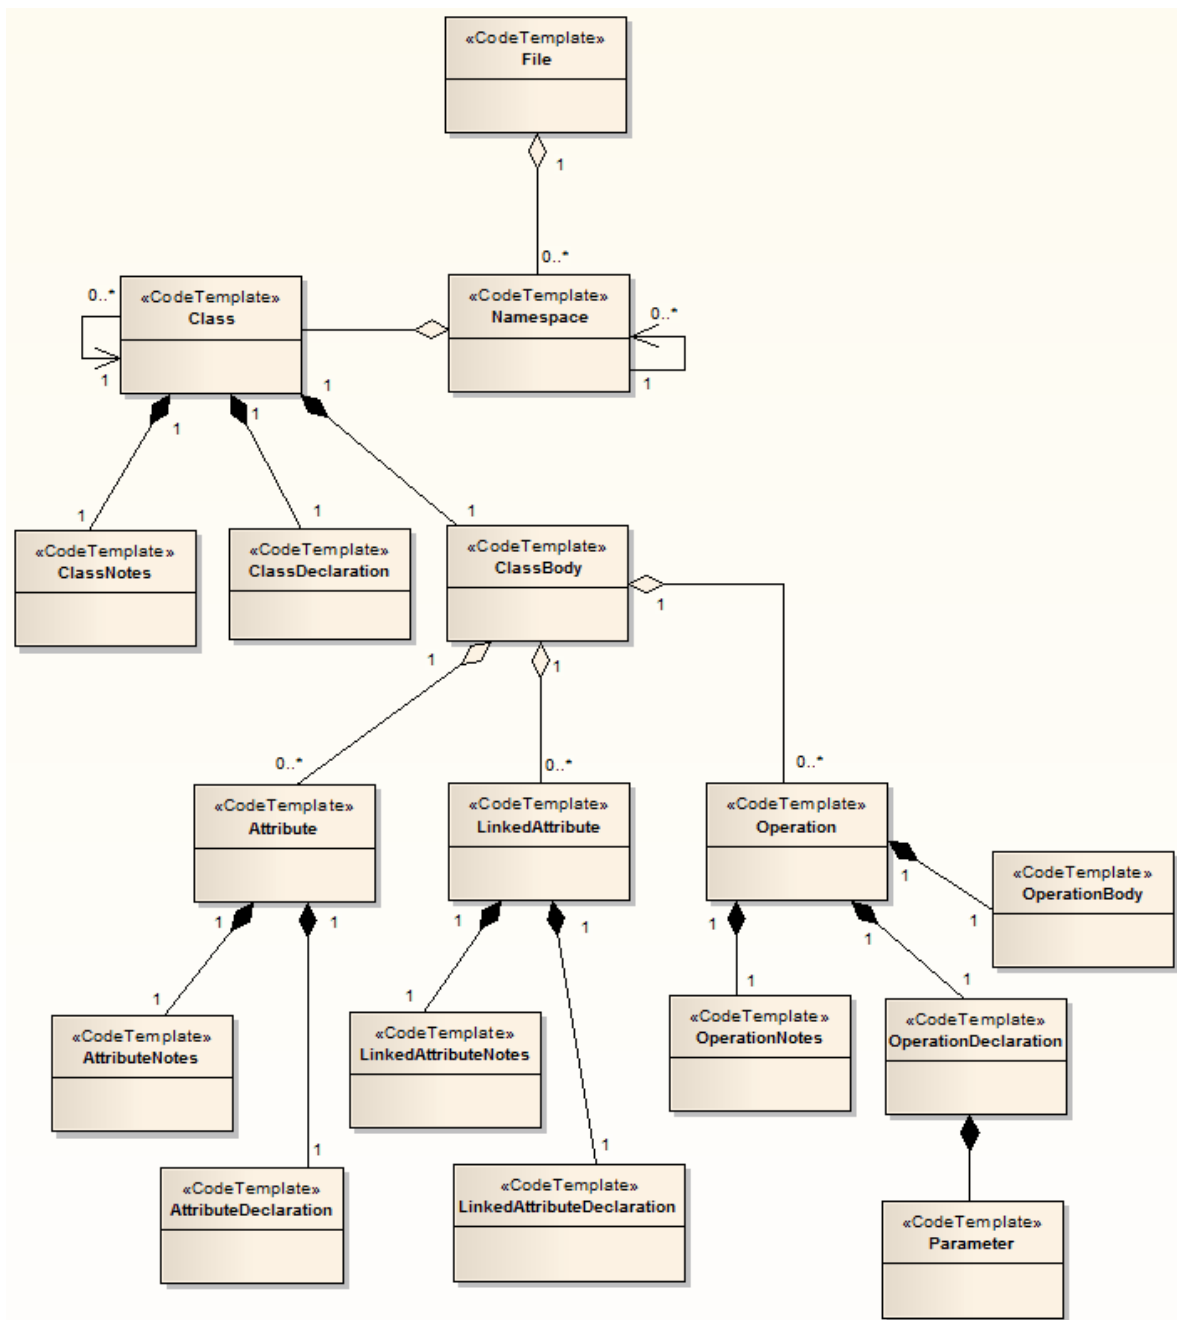 «CodeTemplate»
File
1
0..*
«CodeTemplate»
Class
0..*
1
«CodeTemplate»
Namespace
0..*
1
1
1
1
1
1
1
«CodeTemplate»
ClassNotes
«CodeTemplate»
ClassDeclaration
«CodeTemplate»
ClassBody
1
1
1
0..*
0..*
0..*
«CodeTemplate»
Attribute
«CodeTemplate»
LinkedAttribute
«CodeTemplate»
Operation
1
«CodeTemplate»
OperationBody
1
1
1
1
1
1
1
1
1
1
1
1
«CodeTemplate»
AttributeNotes
«CodeTemplate»
LinkedAttributeNotes
«CodeTemplate»
OperationNotes
«CodeTemplate»
OperationDeclaration
1
1
«CodeTemplate»
AttributeDeclaration
«CodeTemplate»
LinkedAttributeDeclaration
«CodeTemplate»
Parameter